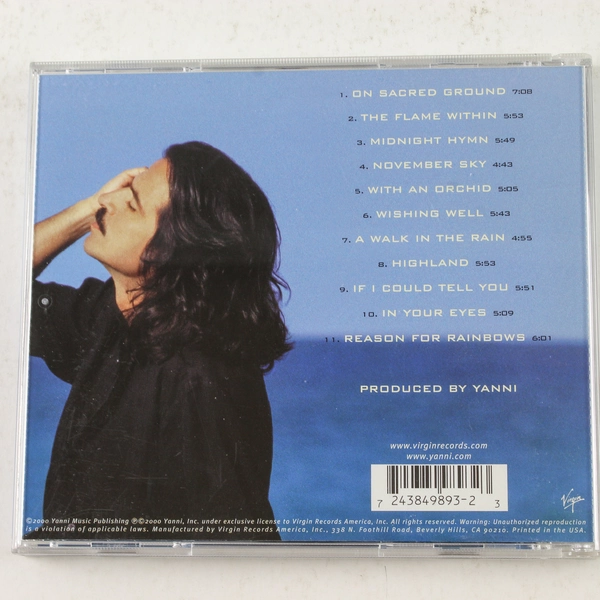 1. ON SACRED GROUND 7:08
2. THE FLAME WITHIN 5:53
3. MIDNIGHT HYMN 5:49
4. NOVEMBER SKY 4:43
5. WITH AN ORCHID 5:05
6. WISHING WELL 5:43
7. A WALK IN THE RAIN 4:55
8. HIGHLAND 5:53
9. IF I COULD TELL YOU 5:51
10. IN YOUR EYES 5:09
11. REASON FOR RAINBOWS 6:01
PRODUCED BY YANNI
www.virginrecords.com
www.yanni.com
7 243849893-2 3
Virgin
©2000 Yanni Music Publishing ℗©2000 Yanni, Inc. under exclusive license to Virgin Records America, Inc. All rights reserved. Warning: Unauthorized reproduction
is a violation of applicable laws. Manufactured by Virgin Records America, Inc., 338 N. Foothill Road, Beverly Hills, CA 90210. Printed in the USA.